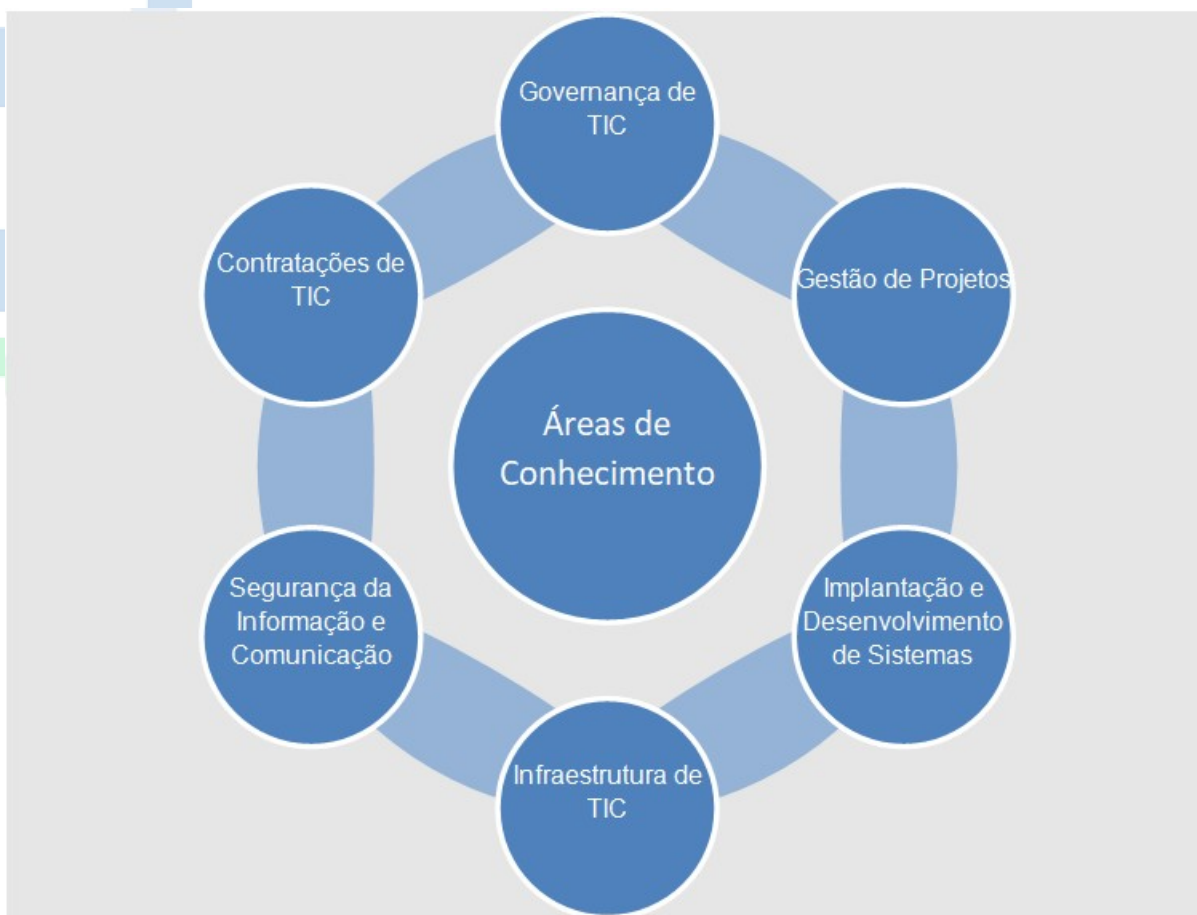 Governança de
TIC
Contratações de
TIC
Gestão de Projetos
Áreas de
Conhecimento
Segurança da
Informação e
Comunicação
Implantação e
Desenvolvimento
de Sistemas
Infraestrutura de
TIC